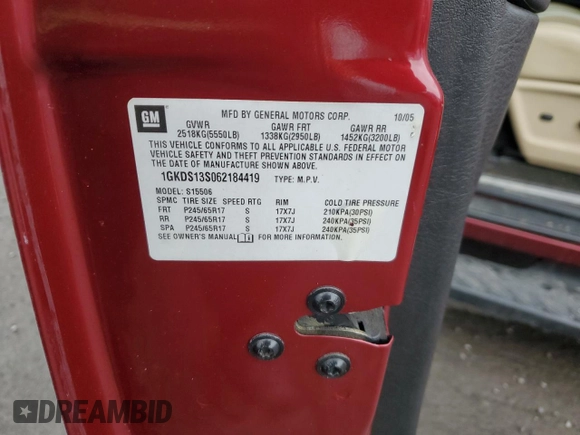 GM
MFD BY GENERAL MOTORS CORP.
10/05
GVWR GAWR FRT GAWR RR
2518KG(5550LB) 1338KG(2950LB) 1452KG(3200LB)
THIS VEHICLE CONFORMS TO ALL APPLICABLE U.S. FEDERAL MOTOR
VEHICLE SAFETY AND THEFT PREVENTION STANDARDS IN EFFECT ON
THE DATE OF MANUFACTURE SHOWN ABOVE.
1GKDS13S062184419 TYPE: M.P.V.
MODEL: S15506
SPMC TIRE SIZE SPEED RTG RIM COLD TIRE PRESSURE
FRT P245/65R17 S 17X7J 210KPA(30PSI)
RR P245/65R17 S 17X7J 240KPA(35PSI)
SPA P245/65R17 S 17X7J 240KPA(35PSI)
SEE OWNER'S MANUAL FOR MORE INFORMATION.
DREAMBID